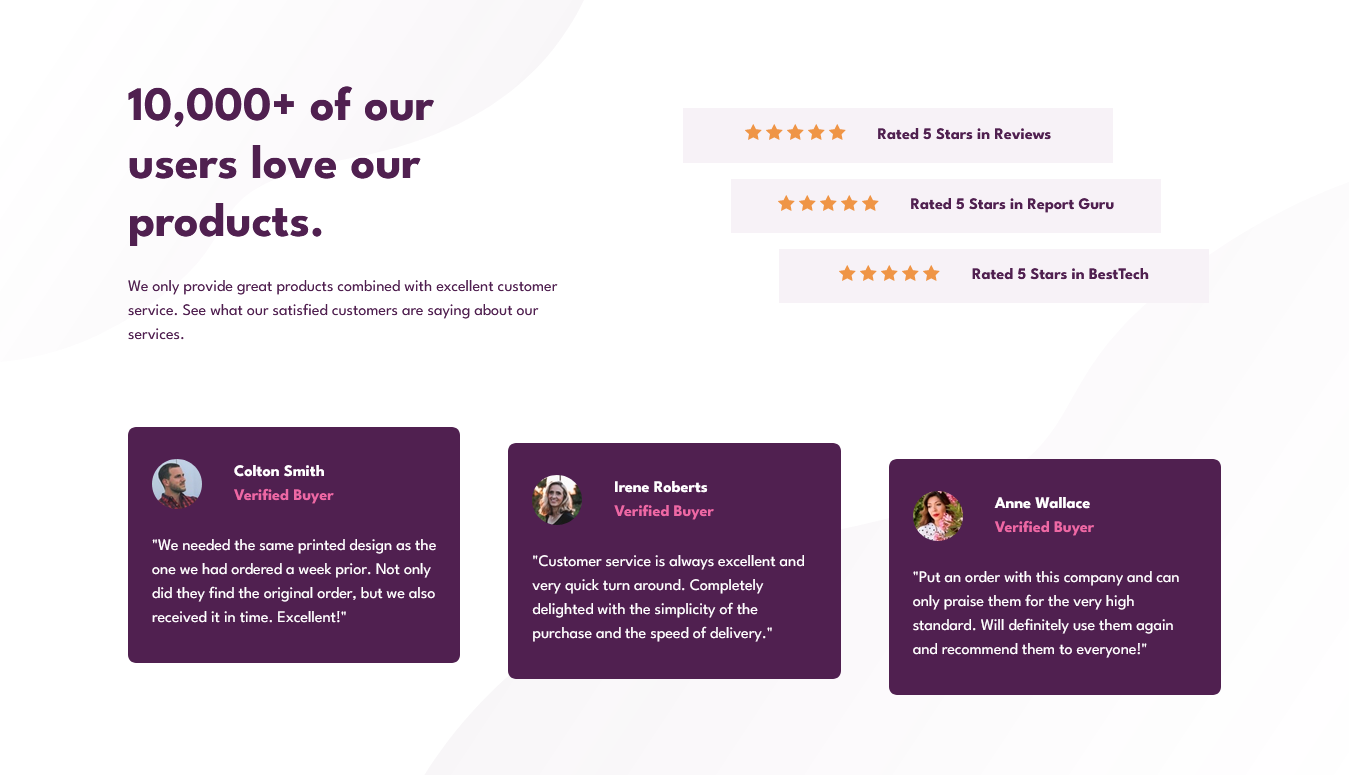 10,000+ of our
users love our
products.
We only provide great products combined with excellent customer
service. See what our satisfied customers are saying about our
services.
Rated 5 Stars in Reviews
Rated 5 Stars in Report Guru
Rated 5 Stars in BestTech
Colton Smith
Verified Buyer
"We needed the same printed design as the
one we had ordered a week prior. Not only
did they find the original order, but we also
received it in time. Excellent!"
Irene Roberts
Verified Buyer
"Customer service is always excellent and
very quick turn around. Completely
delighted with the simplicity of the
purchase and the speed of delivery."
Anne Wallace
Verified Buyer
"Put an order with this company and can
only praise them for the very high
standard. Will definitely use them again
and recommend them to everyone!"